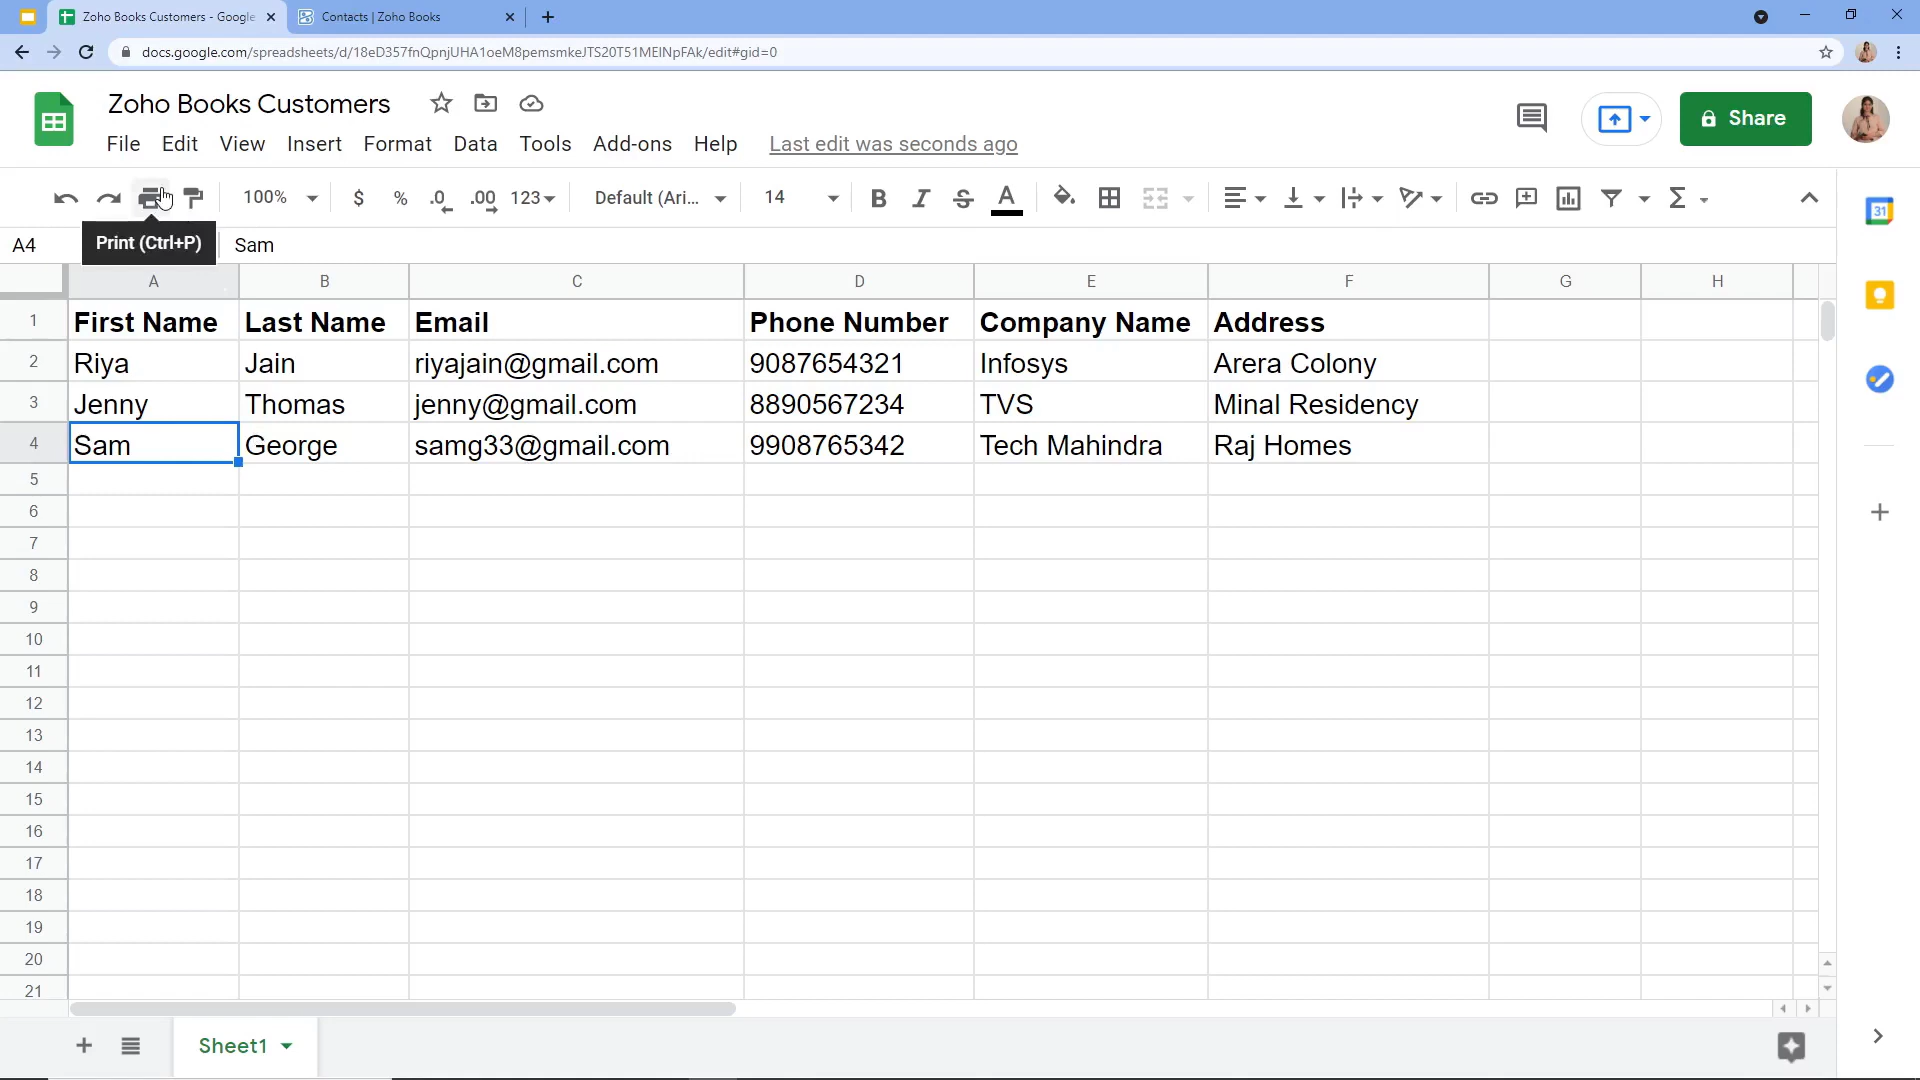 Zoho Books Customers - Google
Contacts | Zoho Books
docs.google.com/spreadsheets/d/18eD357fnQpnjUHA1oeM8pemsmkeJTS20T51MElNpFAk/edit#gid=0
Zoho Books Customers
Share
File Edit View Insert Format Data Tools Add-ons Help Last edit was seconds ago
100% $ % .0 .00 123 Default (Ari... 14 B I S A Σ
31
A4 Print (Ctrl+P) Sam
A B C D E F G H
1 First Name Last Name Email Phone Number Company Name Address
2 Riya Jain riyajain@gmail.com 9087654321 Infosys Arera Colony
3 Jenny Thomas jenny@gmail.com 8890567234 TVS Minal Residency
4 Sam George samg33@gmail.com 9908765342 Tech Mahindra Raj Homes
5
6
7
8
9
10
11
12
13
14
15
16
17
18
19
20
21
Sheet1